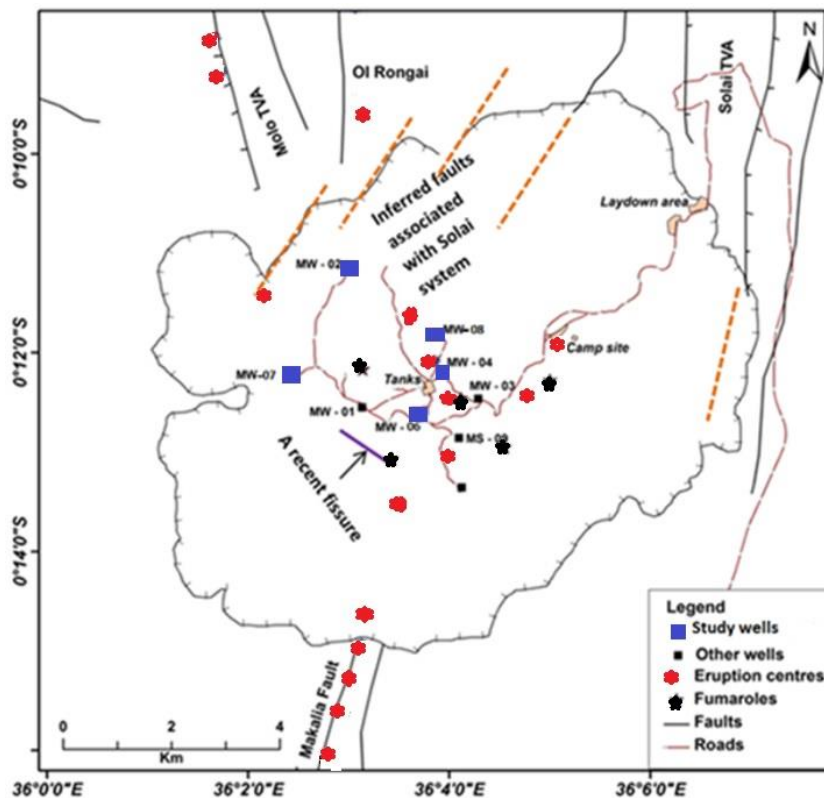 N
Ol Rongai
Solai TVA
Molo TVA
0°10'0"S
Inferred faults
associated
with Solai
system
Laydown area
MW - 02
MW-08
0°12'0"S
Camp site
MW - 04
MW-07
Tanks
MW - 03
MW - 01
MW - 06
MS - 09
A recent fissure
0°14'0"S
Legend
Study wells
Other wells
Eruption centres
Fumaroles
Faults
Roads
Makalia Fault
0 2 4
Km
36°0'0"E 36°2'0"E 36°4'0"E 36°6'0"E